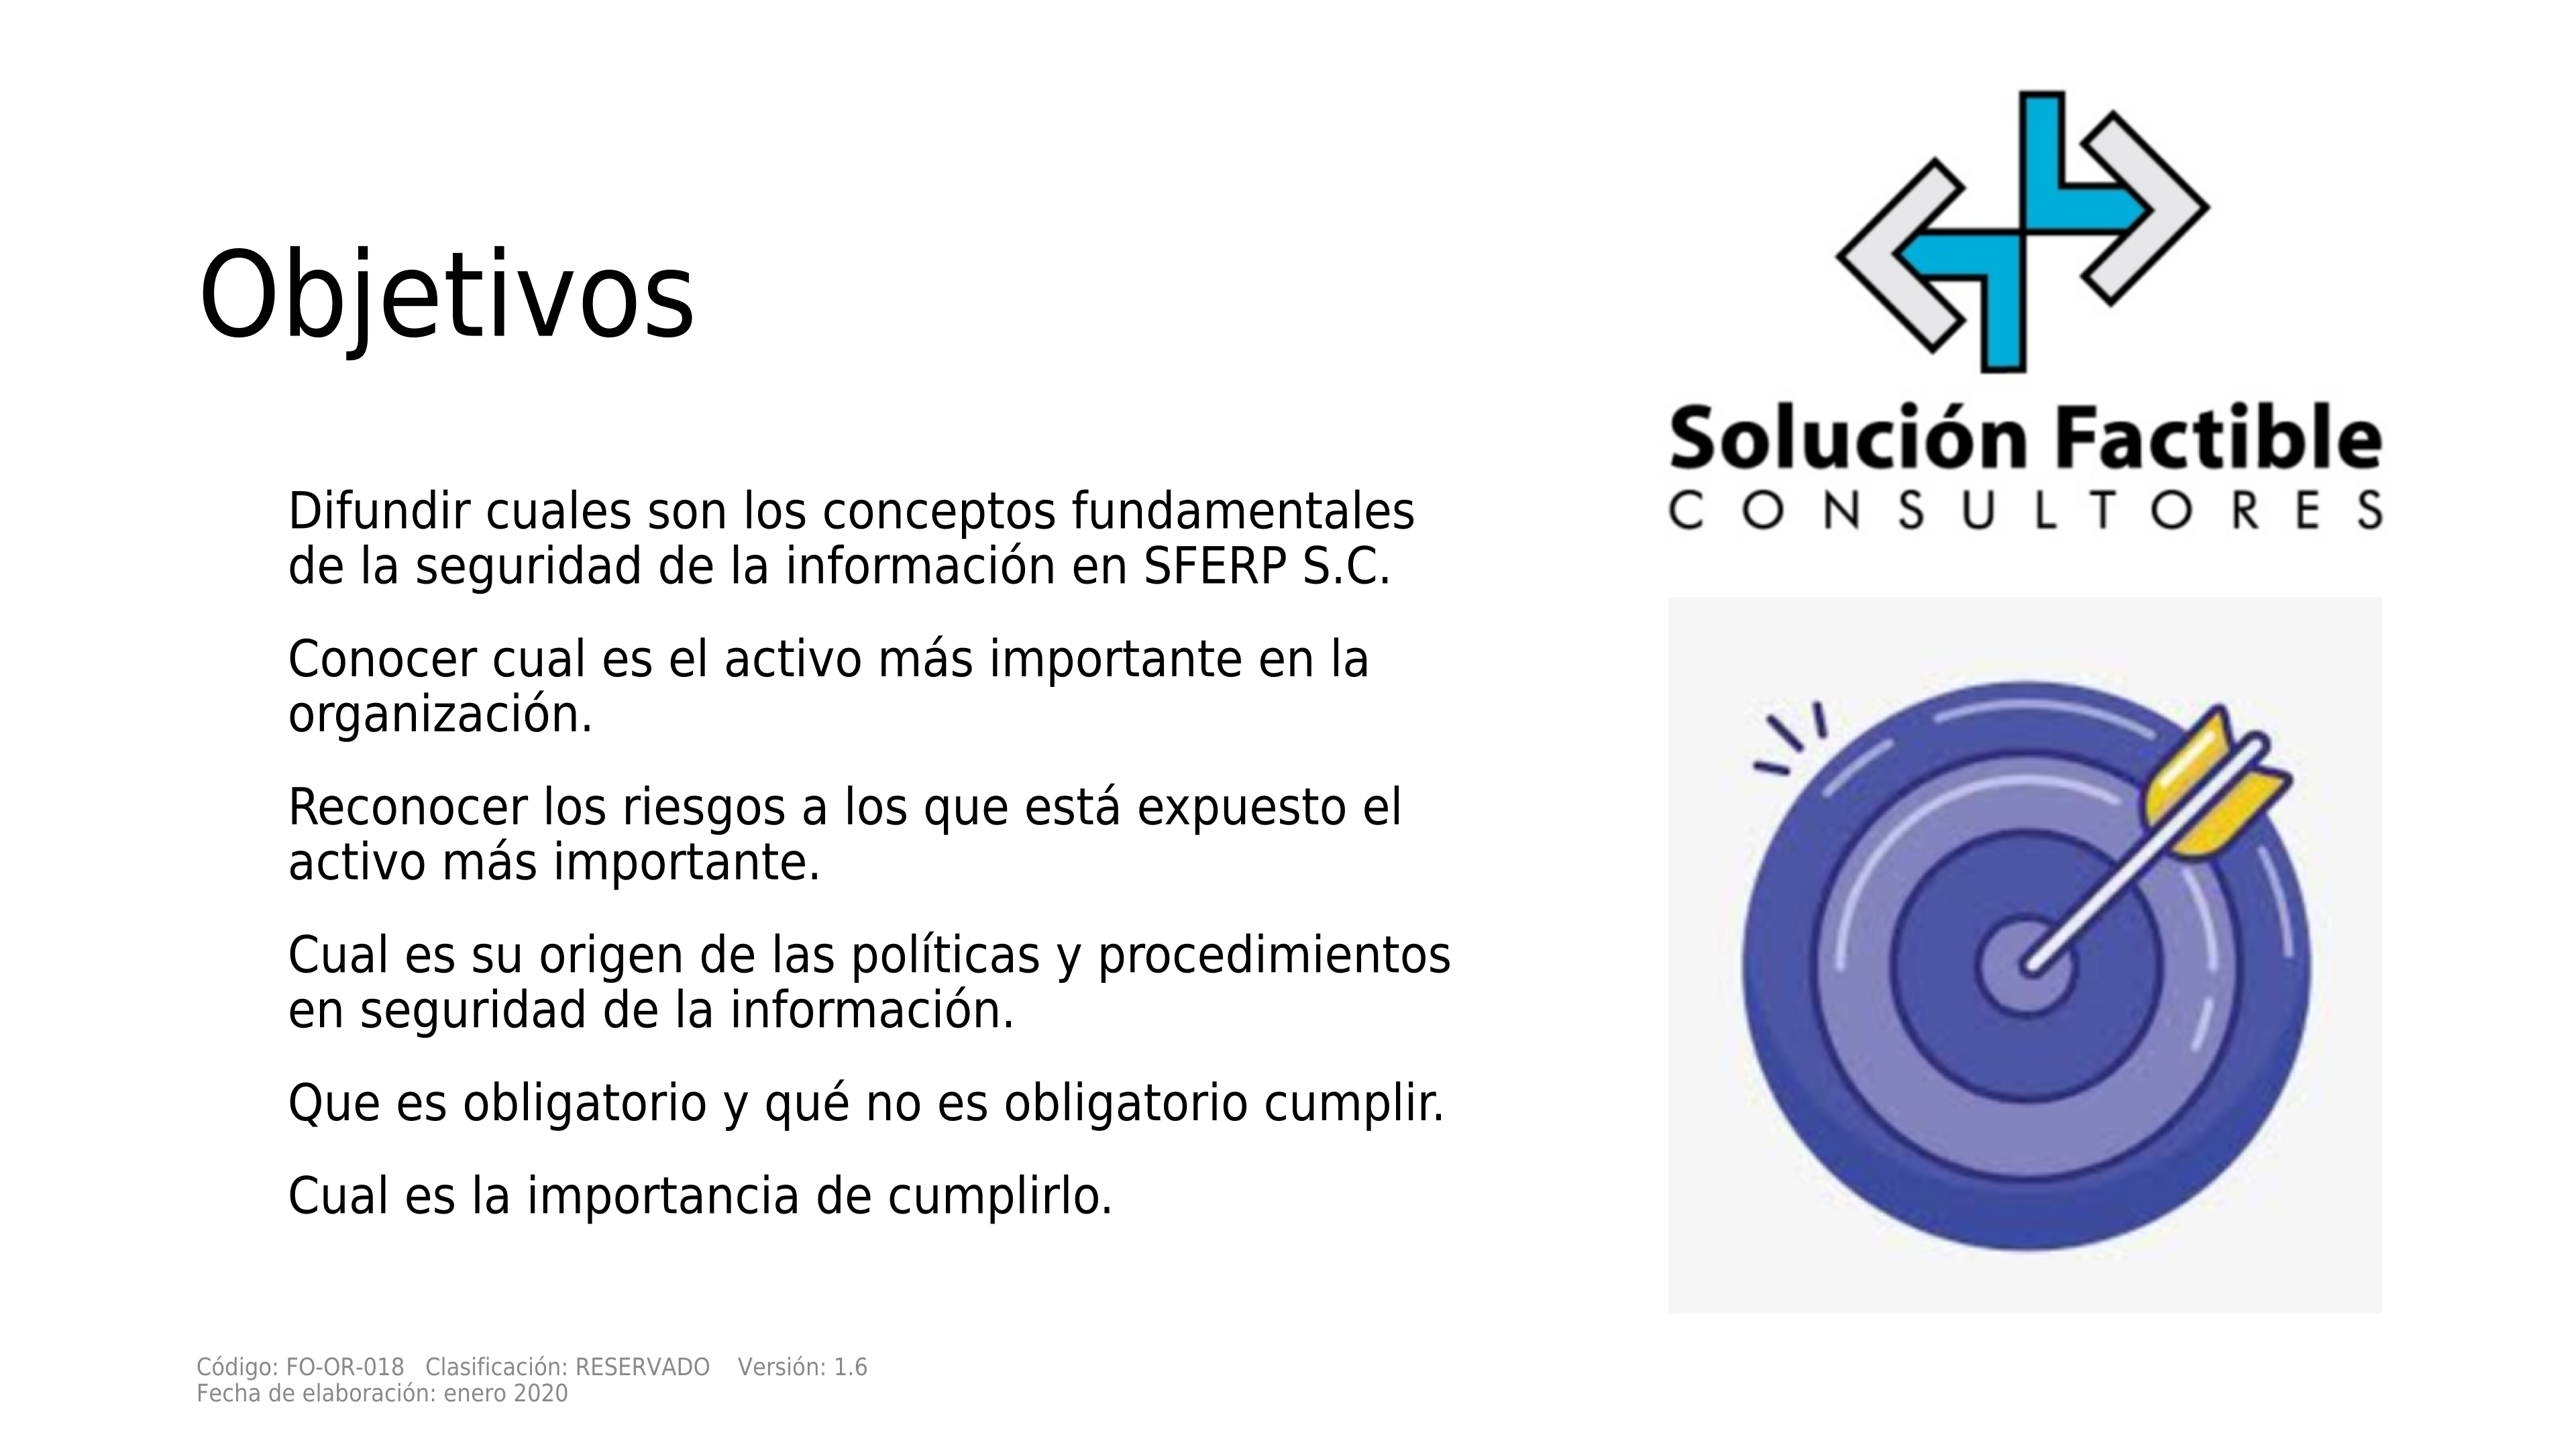 Objetivos
Solución Factible
CONSULTORES
Difundir cuales son los conceptos fundamentales
de la seguridad de la información en SFERP S.C.
Conocer cual es el activo más importante en la
organización.
Reconocer los riesgos a los que está expuesto el
activo más importante.
Cual es su origen de las políticas y procedimientos
en seguridad de la información.
Que es obligatorio y qué no es obligatorio cumplir.
Cual es la importancia de cumplirlo.
Código: FO-OR-018 Clasificación: RESERVADO Versión: 1.6
Fecha de elaboración: enero 2020